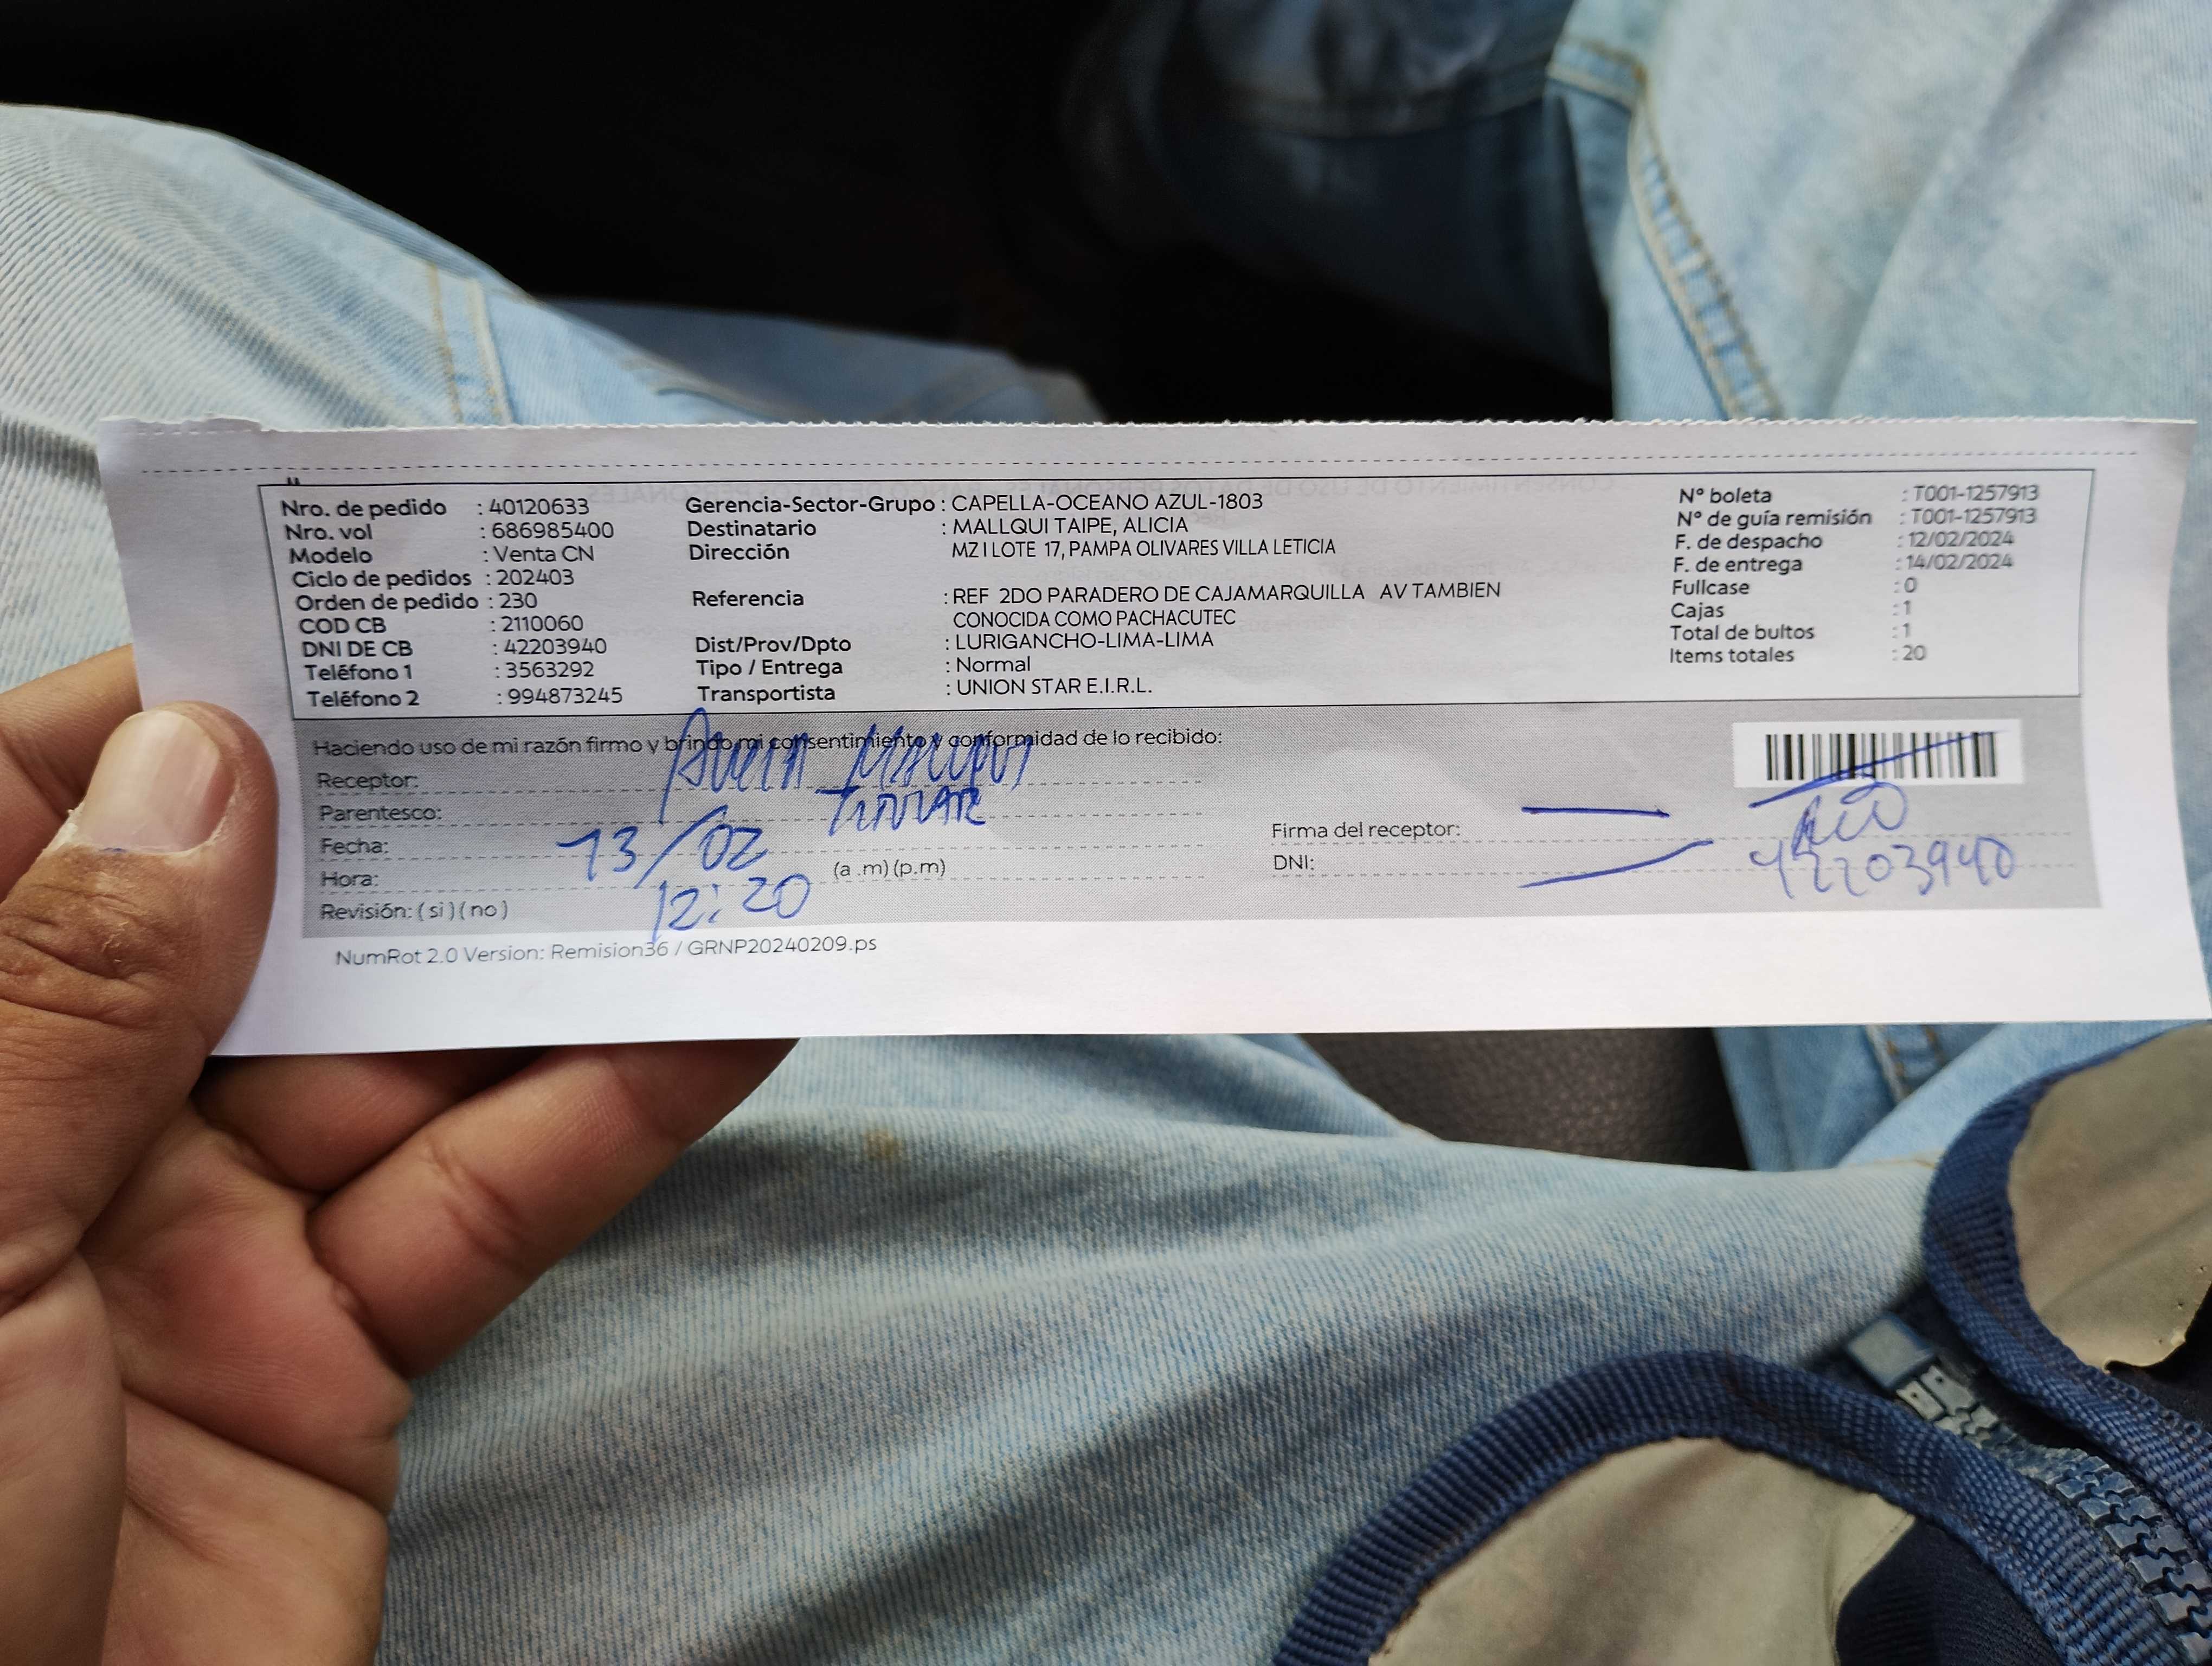 Nro. de pedido : 40120633
Nro. vol : 686985400
Modelo : Venta CN
Ciclo de pedidos : 202403
Orden de pedido : 230
COD CB : 2110060
DNI DE CB : 42203940
Teléfono 1 : 3563292
Teléfono 2 : 994873245
Gerencia-Sector-Grupo : CAPELLA-OCEANO AZUL-1803
Destinatario : MALLQUI TAIPE, ALICIA
Dirección MZ I LOTE 17, PAMPA OLIVARES VILLA LETICIA
Referencia : REF 2DO PARADERO DE CAJAMARQUILLA AV TAMBIEN
CONOCIDA COMO PACHACUTEC
Dist/Prov/Dpto : LURIGANCHO-LIMA-LIMA
Tipo / Entrega : Normal
Transportista : UNION STAR E.I.R.L.
N° boleta : T001-1257913
N° de guía remisión : T001-1257913
F. de despacho : 12/02/2024
F. de entrega : 14/02/2024
Fullcase : 0
Cajas : 1
Total de bultos : 1
Items totales : 20
Haciendo uso de mi razón firmo y brindo mi consentimiento y conformidad de lo recibido:
Receptor:
Parentesco:
Fecha: 13/02
Hora: 12:20 (a .m) (p.m)
Revisión: ( si ) ( no )
Firma del receptor:
DNI: 42203940
NumRot 2.0 Version: Remision36 / GRNP20240209.ps